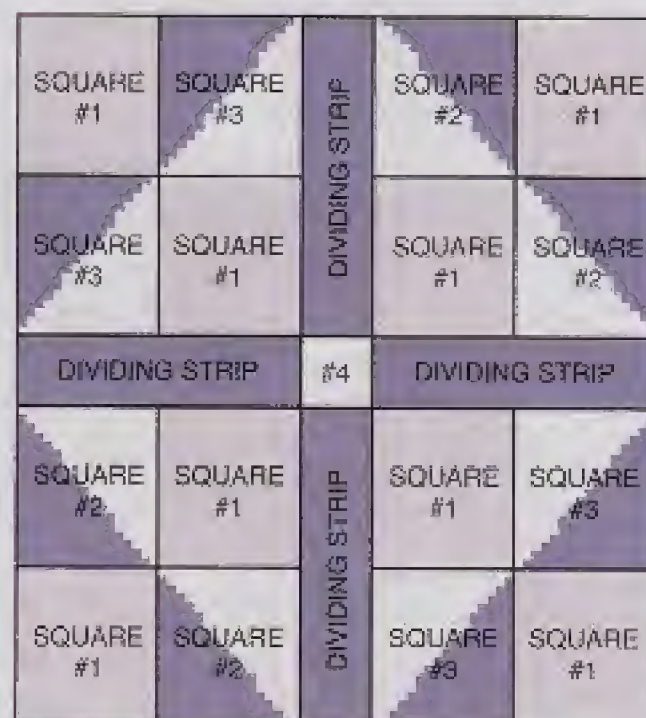 SQUARE SQUARE SQUARE SQUARE
#1 #3 #2 #1
DIVIDING STRIP
SQUARE SQUARE SQUARE SQUARE
#3 #1 #1 #2
DIVIDING STRIP #4 DIVIDING STRIP
SQUARE SQUARE SQUARE SQUARE
#2 #1 #1 #3
DIVIDING STRIP
SQUARE SQUARE SQUARE SQUARE
#1 #2 #3 #1